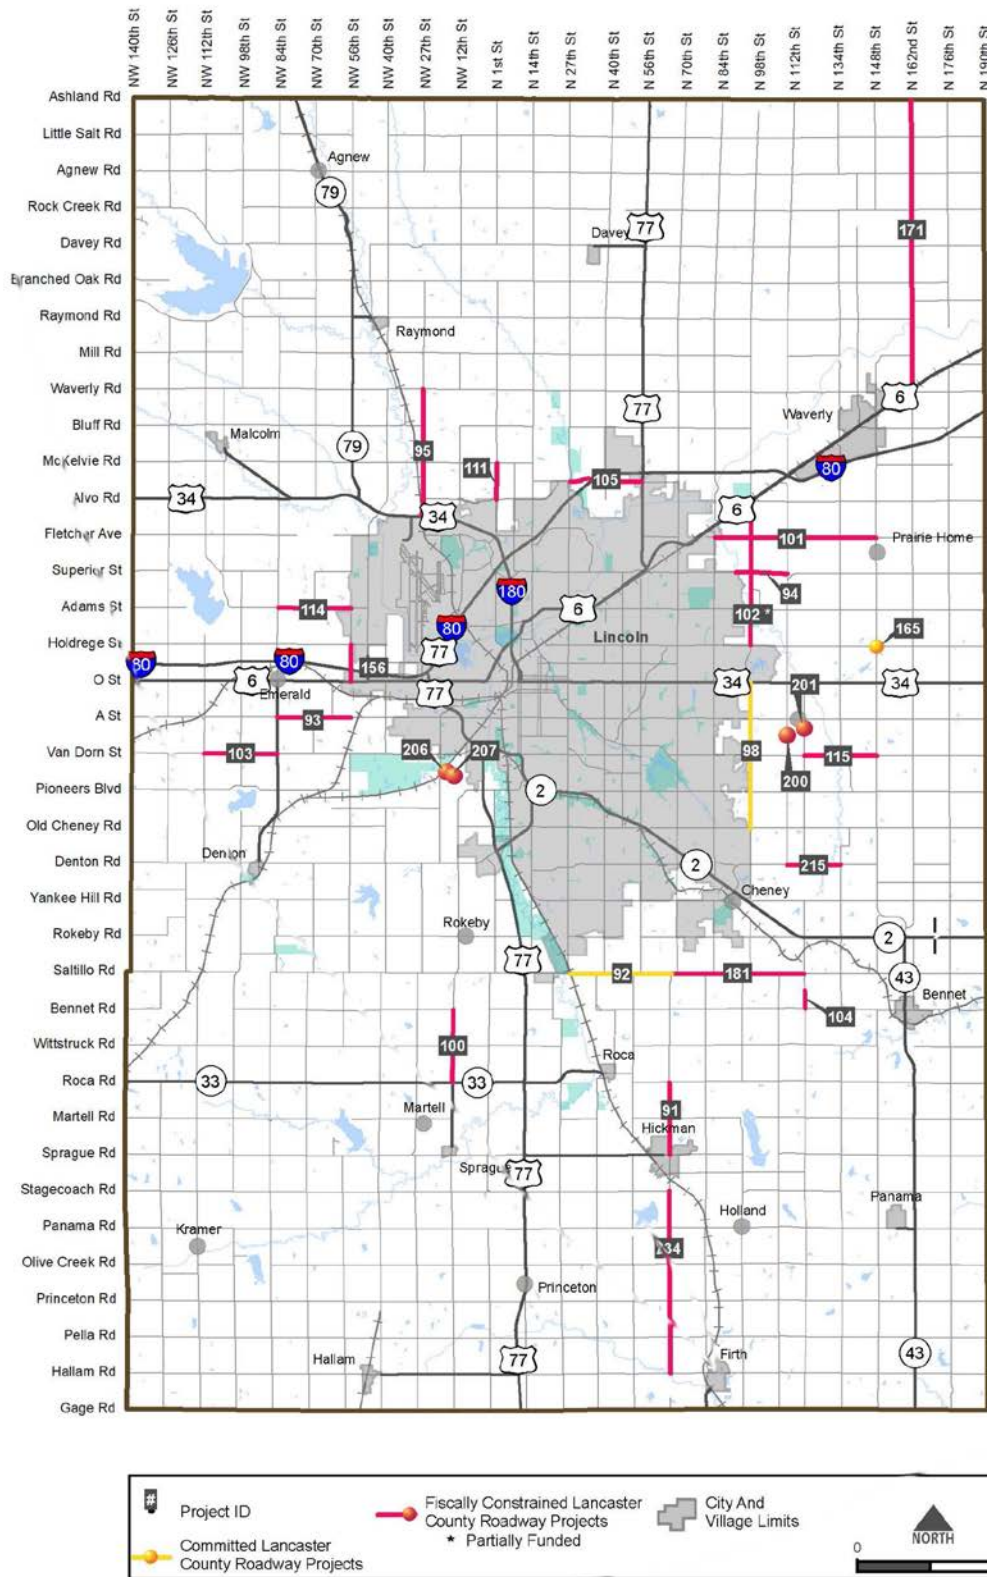 NW 140th St
NW 126th St
NW 112th St
NW 98th St
NW 84th St
NW 70th St
NW 56th St
NW 40th St
NW 27th St
NW 12th St
N 1st St
N 14th St
N 27th St
N 40th St
N 56th St
N 70th St
N 84th St
N 98th St
N 112th St
N 134th St
N 148th St
N 162nd St
N 176th St
N 190th St
Ashland Rd
Little Salt Rd
Agnew Rd
Agnew
79
Rock Creek Rd
77
171
Davey
Davey Rd
Branched Oak Rd
Raymond Rd
Raymond
Mill Rd
Waverly Rd
6
77
Waverly
Bluff Rd
Malcolm
79
95
McKelvie Rd
111
105
80
Alvo Rd
34
34
6
Fletcher Ave
101
Prairie Home
Superior St
180
94
Adams St
114
6
102 *
80
Lincoln
165
Holdrege St
80
80
156
77
O St
6
Emerald
77
34
34
201
A St
93
Van Dorn St
103
206
207
98
115
200
Pioneers Blvd
2
Old Cheney Rd
Denton
Denton Rd
2
215
Cheney
Yankee Hill Rd
Rokeby
Rokeby Rd
2
77
Saltillo Rd
92
181
43
Bennet
Bennet Rd
104
Wittstruck Rd
100
Roca
Roca Rd
33
33
Martell
91
Martell Rd
Hickman
Sprague Rd
Sprague
77
Stagecoach Rd
Panama
Holland
Panama Rd
Kramer
234
Olive Creek Rd
Princeton
Princeton Rd
Pella Rd
Hallam
77
Firth
43
Hallam Rd
Gage Rd
#
Project ID
Committed Lancaster
County Roadway Projects
Fiscally Constrained Lancaster
County Roadway Projects
* Partially Funded
City And
Village Limits
NORTH
0